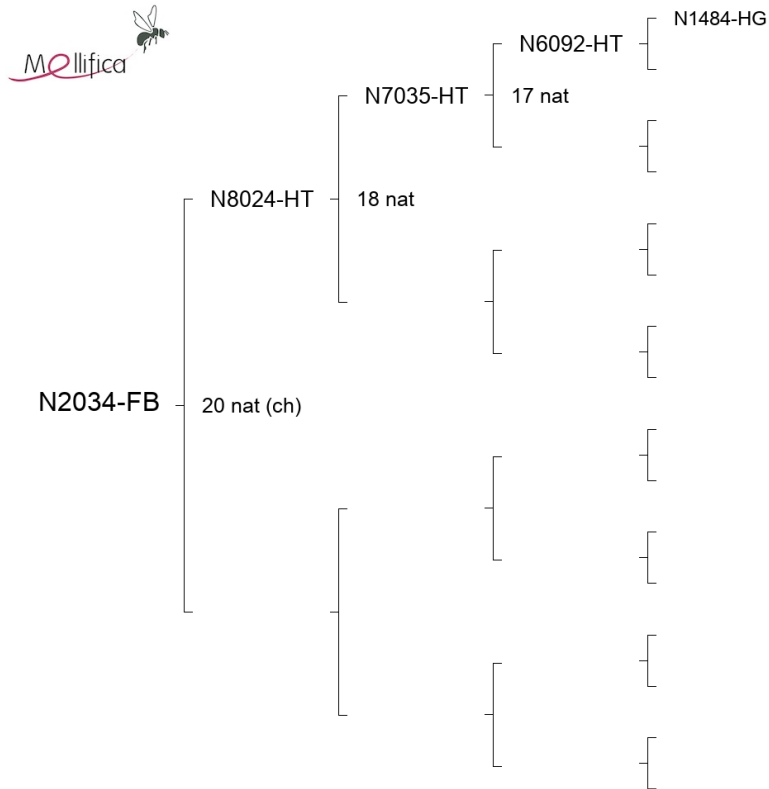 Mellifica
N1484-HG
N6092-HT
N7035-HT
17 nat
N8024-HT
18 nat
N2034-FB
20 nat (ch)